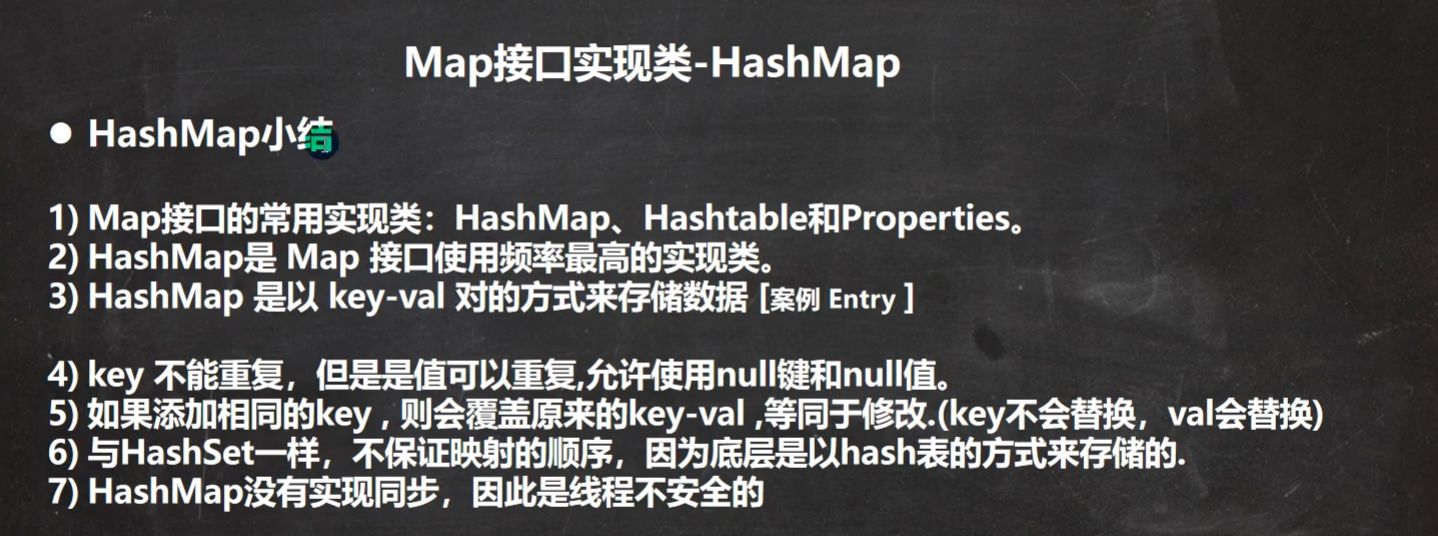 Map接口实现类-HashMap
● HashMap小结
1) Map接口的常用实现类：HashMap、Hashtable和Properties。
2) HashMap是 Map 接口使用频率最高的实现类。
3) HashMap 是以 key-val 对的方式来存储数据 [案例 Entry ]
4) key 不能重复，但是是值可以重复,允许使用null键和null值。
5) 如果添加相同的key , 则会覆盖原来的key-val ,等同于修改.(key不会替换，val会替换)
6) 与HashSet一样，不保证映射的顺序，因为底层是以hash表的方式来存储的.
7) HashMap没有实现同步，因此是线程不安全的